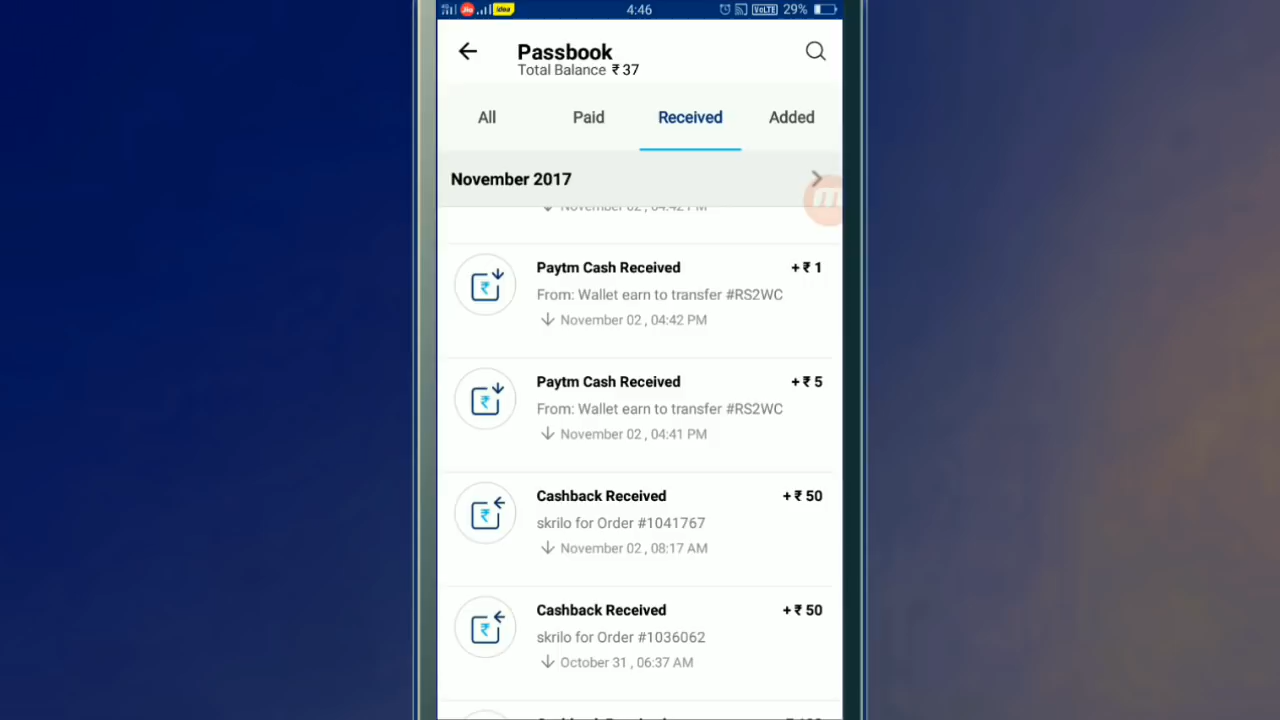 Jio idea 4:46 VoLTE 29%
Passbook
Total Balance ₹ 37
All Paid Received Added
November 2017
November 02 , 04:42 PM
Paytm Cash Received + ₹ 1
From: Wallet earn to transfer #RS2WC
November 02 , 04:42 PM
Paytm Cash Received + ₹ 5
From: Wallet earn to transfer #RS2WC
November 02 , 04:41 PM
Cashback Received + ₹ 50
skrilo for Order #1041767
November 02 , 08:17 AM
Cashback Received + ₹ 50
skrilo for Order #1036062
October 31 , 06:37 AM